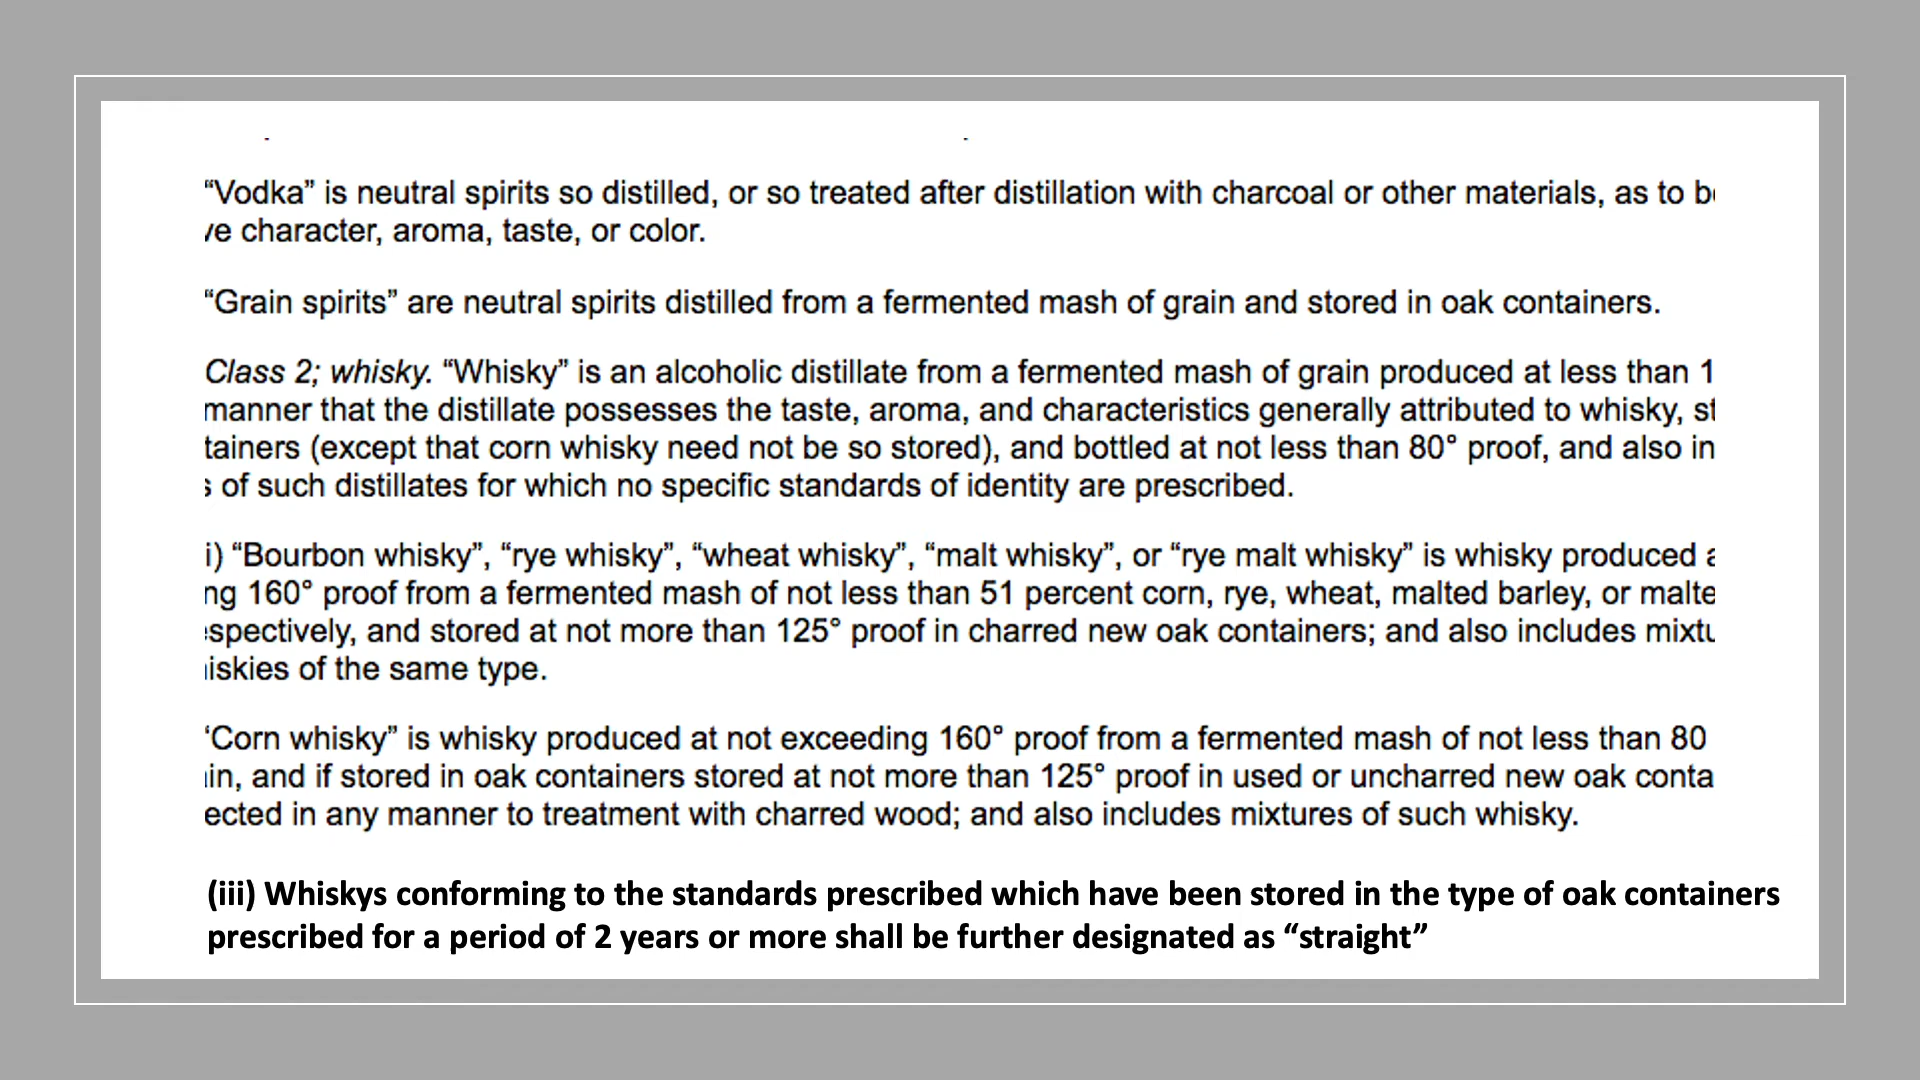 “Vodka” is neutral spirits so distilled, or so treated after distillation with charcoal or other materials, as to
character, aroma, taste, or color.
“Grain spirits” are neutral spirits distilled from a fermented mash of grain and stored in oak containers.
Class 2; whisky. “Whisky” is an alcoholic distillate from a fermented mash of grain produced at less than 1
manner that the distillate possesses the taste, aroma, and characteristics generally attributed to whisky, st
tainers (except that corn whisky need not be so stored), and bottled at not less than 80° proof, and also in
of such distillates for which no specific standards of identity are prescribed.
i) “Bourbon whisky”, “rye whisky”, “wheat whisky”, “malt whisky”, or “rye malt whisky” is whisky produced
ng 160° proof from a fermented mash of not less than 51 percent corn, rye, wheat, malted barley, or malte
spectively, and stored at not more than 125° proof in charred new oak containers; and also includes mixtu
iskies of the same type.
“Corn whisky” is whisky produced at not exceeding 160° proof from a fermented mash of not less than 80
in, and if stored in oak containers stored at not more than 125° proof in used or uncharred new oak conta
ected in any manner to treatment with charred wood; and also includes mixtures of such whisky.
(iii) Whiskys conforming to the standards prescribed which have been stored in the type of oak containers
prescribed for a period of 2 years or more shall be further designated as “straight”